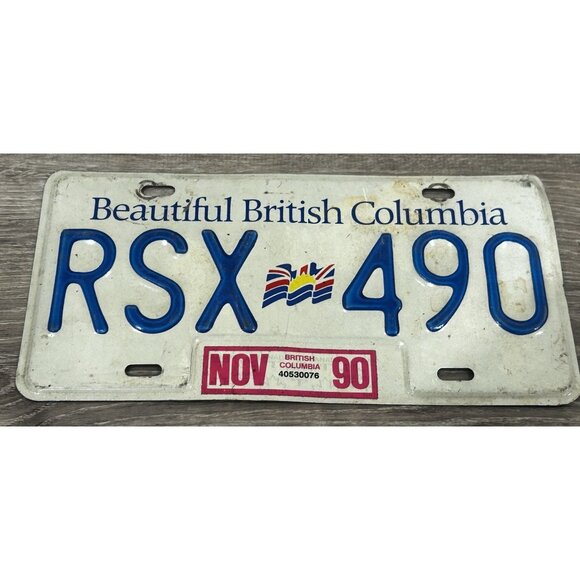 Beautiful British Columbia
RSX 490
NOV BRITISH COLUMBIA 40530076 90